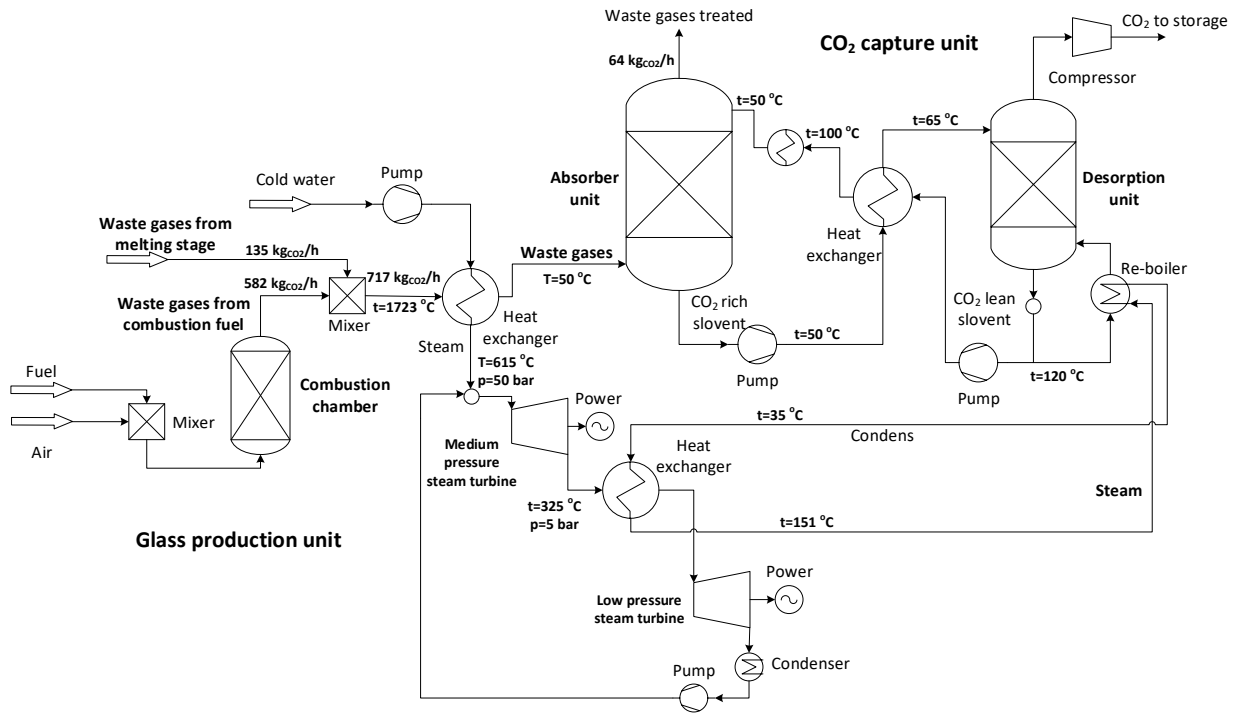 Waste gases treated
64 kgCO₂/h
CO₂ capture unit
CO₂ to storage
Compressor
t=50 °C
t=100 °C
t=65 °C
Absorber
unit
Desorption
unit
Heat
exchanger
Re-boiler
CO₂ lean
slovent
CO₂ rich
slovent
t=50 °C
Pump
Pump
t=120 °C
Cold water
Pump
Waste gases from
melting stage
135 kgCO₂/h
582 kgCO₂/h
717 kgCO₂/h
t=1723 °C
Waste gases
T=50 °C
Waste gases from
combustion fuel
Mixer
Heat
exchanger
Steam
T=615 °C
p=50 bar
Fuel
Air
Mixer
Combustion
chamber
Power
Medium
pressure
steam turbine
t=35 °C
Condens
Heat
exchanger
t=325 °C
p=5 bar
Steam
t=151 °C
Glass production unit
Power
Low pressure
steam turbine
Condenser
Pump